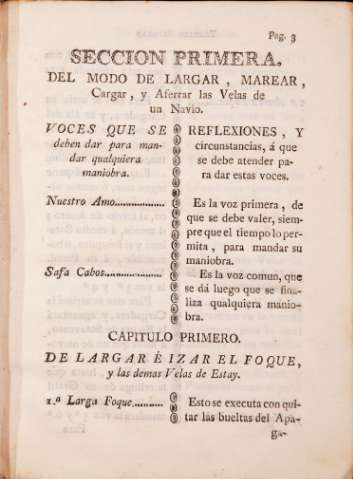 Pag. 3
SECCION PRIMERA.
DEL MODO DE LARGAR, MAREAR,
Cargar, y Aferrar las Velas de
un Navio.
VOCES QUE SE
deben dar para man-
dar qualquiera
maniobra.
REFLEXIONES, Y
circunstancias, á que
se debe atender pa-
ra dar estas voces.
Nuestro Amo..................
Es la voz primera, de
que se debe valer, siem-
pre que el tiempo lo per-
mita, para mandar su
maniobra.
Safa Cabos....................
Es la voz comun, que
se dá luego que se fina-
liza qualquiera manio-
bra.
CAPITULO PRIMERO.
DE LARGAR É IZAR EL FOQUE,
y las demas Velas de Estay.
1.ª Larga Foque..........
Esto se executa con qui-
tar las bueltas del Apa-
ga-